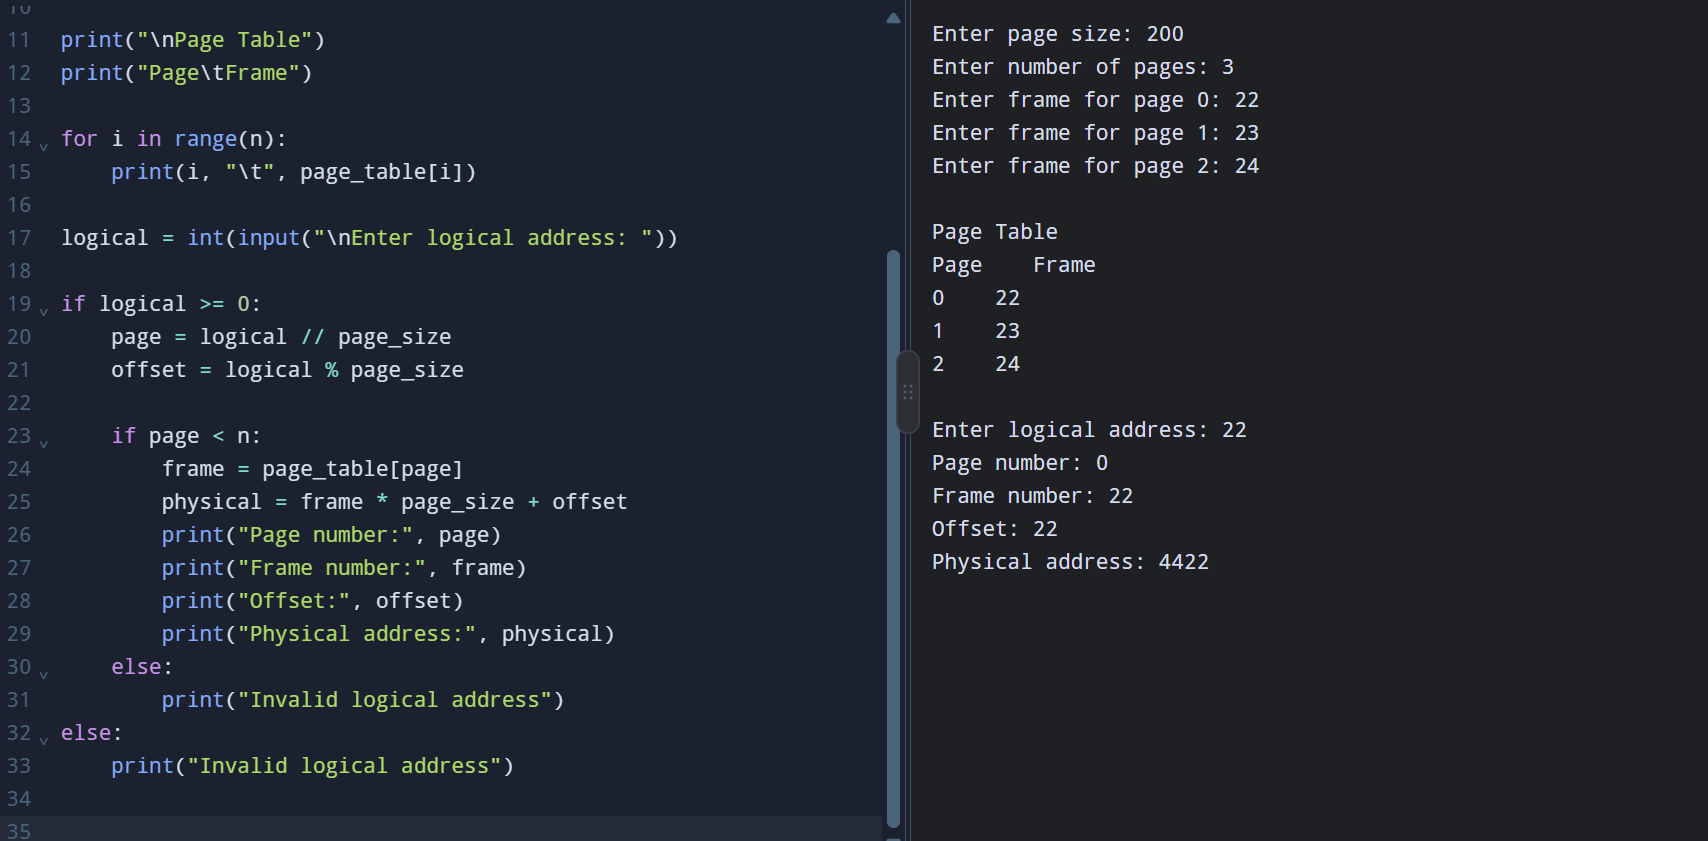 10
11 print("\nPage Table")
12 print("Page\tFrame")
13
14 for i in range(n):
15     print(i, "\t", page_table[i])
16
17 logical = int(input("\nEnter logical address: "))
18
19 if logical >= 0:
20     page = logical // page_size
21     offset = logical % page_size
22
23     if page < n:
24         frame = page_table[page]
25         physical = frame * page_size + offset
26         print("Page number:", page)
27         print("Frame number:", frame)
28         print("Offset:", offset)
29         print("Physical address:", physical)
30     else:
31         print("Invalid logical address")
32 else:
33     print("Invalid logical address")
34
35
Enter page size: 200
Enter number of pages: 3
Enter frame for page 0: 22
Enter frame for page 1: 23
Enter frame for page 2: 24
Page Table
Page    Frame
0    22
1    23
2    24
Enter logical address: 22
Page number: 0
Frame number: 22
Offset: 22
Physical address: 4422